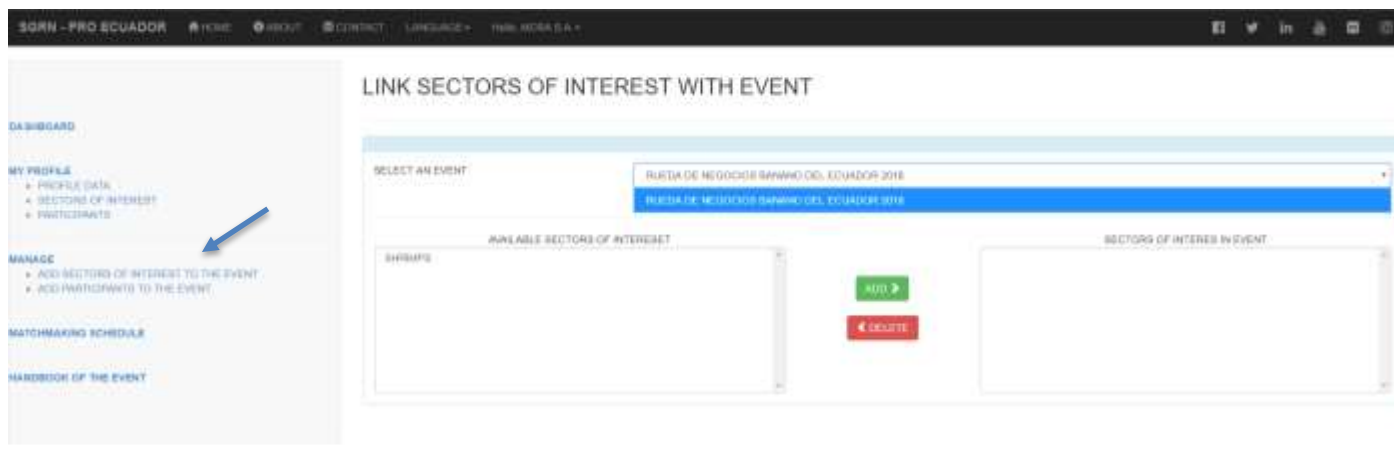 SGRN - PRO ECUADOR HOME ABOUT CONTACT LANGUAGE
LINK SECTORS OF INTEREST WITH EVENT
DASHBOARD
MY PROFILE
PROFILE DATA
SECTORS OF INTEREST
PARTICIPANTS
MANAGE
ADD SECTORS OF INTEREST TO THE EVENT
ADD PARTICIPANTS TO THE EVENT
MATCHMAKING SCHEDULE
HANDBOOK OF THE EVENT
SELECT AN EVENT
RUEDA DE NEGOCIOS BANANO DEL ECUADOR 2018
RUEDA DE NEGOCIOS BANANO DEL ECUADOR 2018
AVAILABLE SECTORS OF INTERESET
SHRIMPS
ADD
DELETE
SECTORS OF INTERES IN EVENT